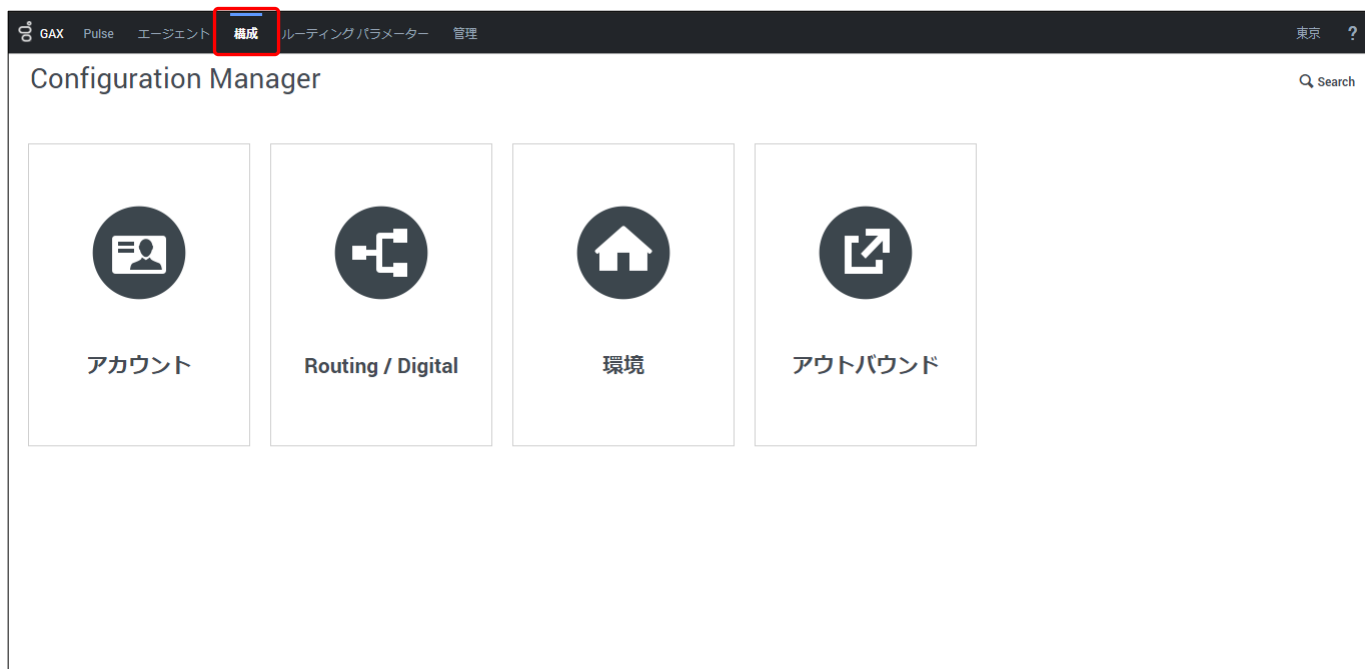 GAX Pulse エージェント 構成 ルーティング パラメーター 管理 東京 ?
Configuration Manager
Search
アカウント
Routing / Digital
環境
アウトバウンド